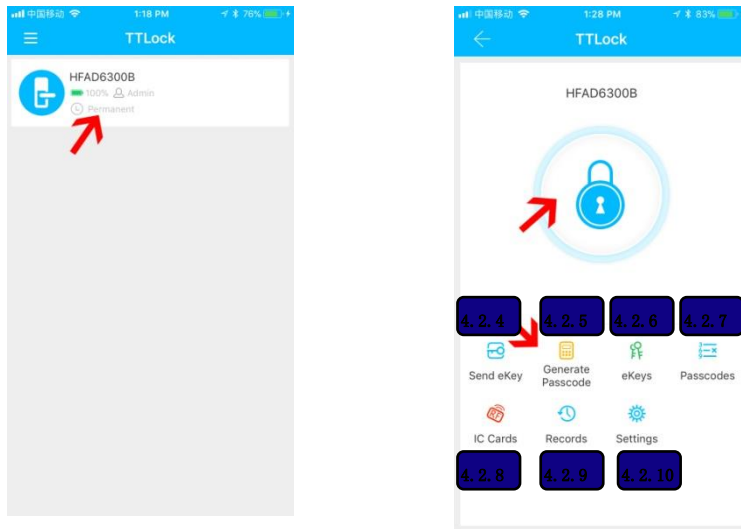 中国移动 1:18 PM 76%
TTLock
HFAD6300B
100% Admin
Permanent
中国移动 1:28 PM 83%
TTLock
HFAD6300B
4.2.4 4.2.5 4.2.6 4.2.7
Send eKey Generate Passcode eKeys Passcodes
RF
IC Cards Records Settings
4.2.8 4.2.9 4.2.10